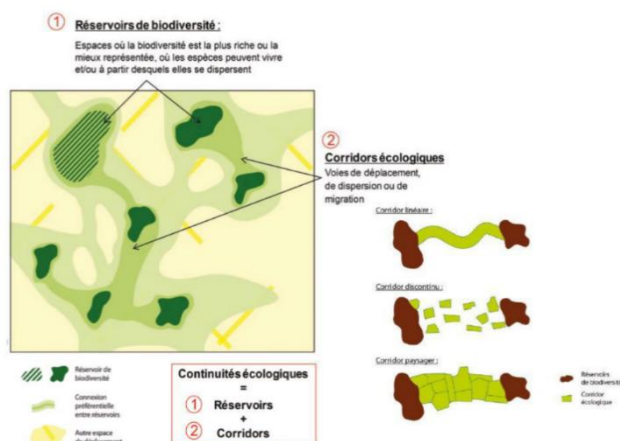 ① Réservoirs de biodiversité :
Espaces où la biodiversité est la plus riche ou la
mieux représentée, où les espèces peuvent vivre
et/ou à partir desquels elles se dispersent
②
Corridors écologiques
Voies de déplacement,
de dispersion ou de
migration
Corridor linéaire :
Corridor discontinu :
Corridor paysager :
Réservoir de
biodiversité
Connexion
préférentielle
entre réservoirs
Autre espace
de déplacement
Continuités écologiques
=
① Réservoirs
+
② Corridors
Réservoirs
de biodiversité
Corridor
écologique